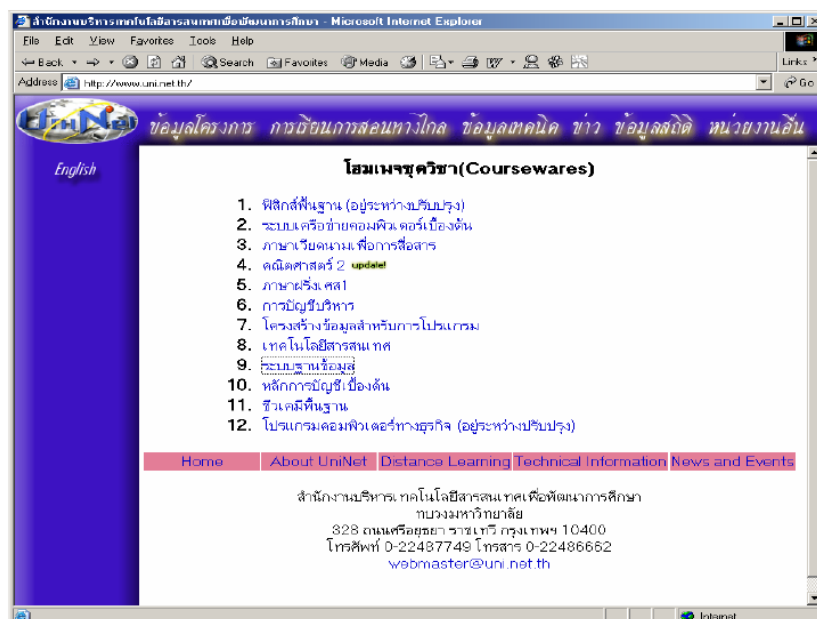 สำนักงานบริหารเทคโนโลยีสารสนเทศเพื่อพัฒนาการศึกษา - Microsoft Internet Explorer
File Edit View Favorites Tools Help
Back Search Favorites Media Links
Address http://www.uni.net.th/ Go
UniNet ข้อมูลโครงการ การเรียนการสอนทางไกล ข้อมูลเทคนิค ข่าว ข้อมูลสถิติ หน่วยงานอื่น
English
โฮมเพจชุดวิชา(Coursewares)
1. ฟิสิกส์พื้นฐาน (อยู่ระหว่างปรับปรุง)
2. ระบบเครือข่ายคอมพิวเตอร์เบื้องต้น
3. ภาษาเวียดนามเพื่อการสื่อสาร
4. คณิตศาสตร์ 2 update!
5. ภาษาฝรั่งเศส1
6. การบัญชีบริหาร
7. โครงสร้างข้อมูลสำหรับการโปรแกรม
8. เทคโนโลยีสารสนเทศ
9. ระบบฐานข้อมูล
10. หลักการบัญชีเบื้องต้น
11. ชีวเคมีพื้นฐาน
12. โปรแกรมคอมพิวเตอร์ทางธุรกิจ (อยู่ระหว่างปรับปรุง)
Home About UniNet Distance Learning Technical Information News and Events
สำนักงานบริหารเทคโนโลยีสารสนเทศเพื่อพัฒนาการศึกษา
ทบวงมหาวิทยาลัย
328 ถนนศรีอยุธยา ราชเทวี กรุงเทพฯ 10400
โทรศัพท์ 0-22487749 โทรสาร 0-22486662
webmaster@uni.net.th
Internet